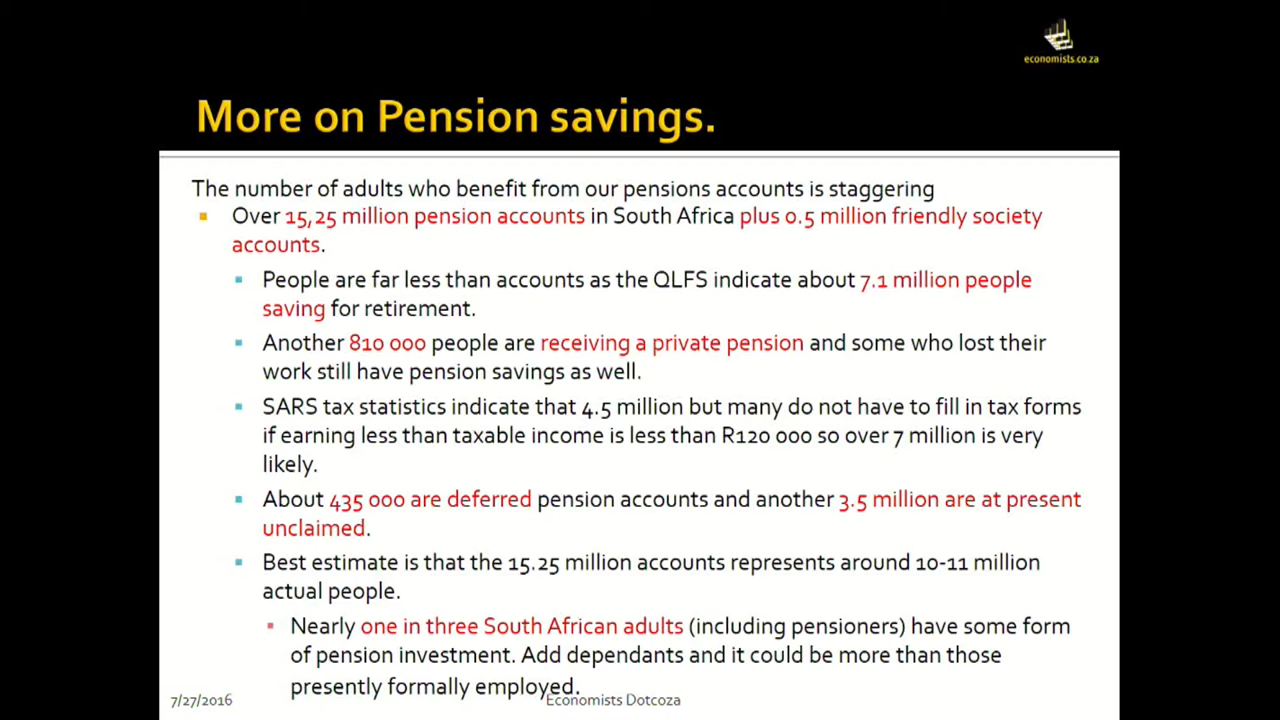 economists.co.za
More on Pension savings.
The number of adults who benefit from our pensions accounts is staggering
Over 15,25 million pension accounts in South Africa plus 0.5 million friendly society
accounts.
People are far less than accounts as the QLFS indicate about 7.1 million people
saving for retirement.
Another 810 000 people are receiving a private pension and some who lost their
work still have pension savings as well.
SARS tax statistics indicate that 4.5 million but many do not have to fill in tax forms
if earning less than taxable income is less than R120 000 so over 7 million is very
likely.
About 435 000 are deferred pension accounts and another 3.5 million are at present
unclaimed.
Best estimate is that the 15.25 million accounts represents around 10-11 million
actual people.
Nearly one in three South African adults (including pensioners) have some form
of pension investment. Add dependants and it could be more than those
presently formally employed.
7/27/2016
Economists Dotcoza